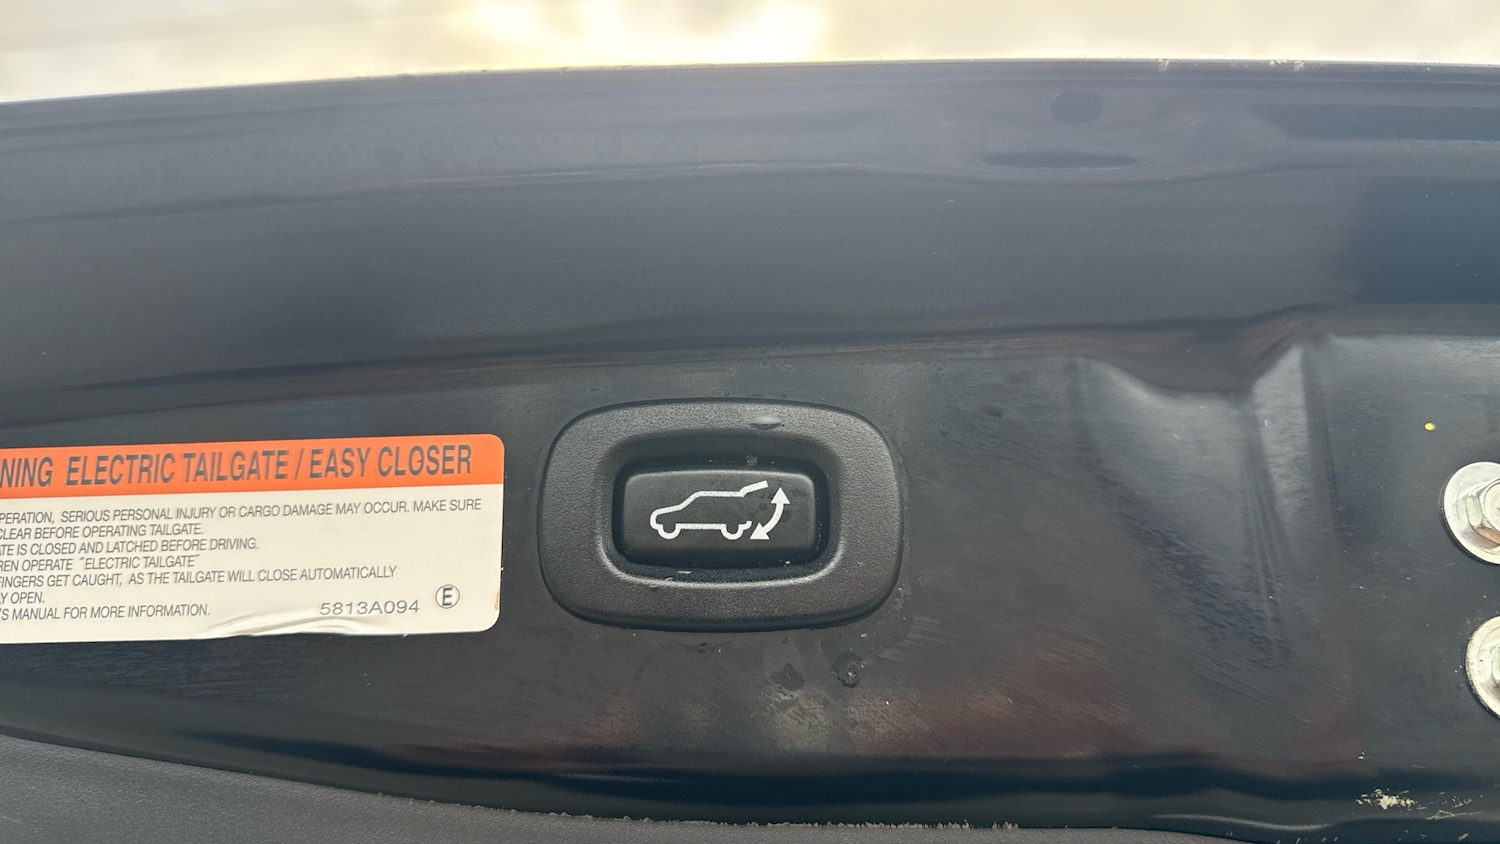 NING ELECTRIC TAILGATE / EASY CLOSER
PERATION, SERIOUS PERSONAL INJURY OR CARGO DAMAGE MAY OCCUR. MAKE SURE
CLEAR BEFORE OPERATING TAILGATE.
TE IS CLOSED AND LATCHED BEFORE DRIVING.
REN OPERATE ˝ELECTRIC TAILGATE˝
FINGERS GET CAUGHT, AS THE TAILGATE WILL CLOSE AUTOMATICALLY
Y OPEN.
'S MANUAL FOR MORE INFORMATION.
5813A094 E